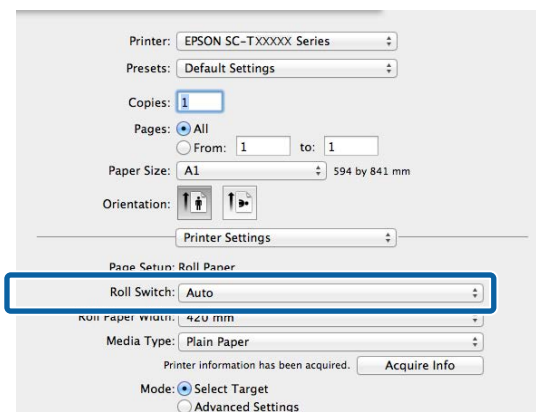 Printer: EPSON SC-TXXXXX Series
Presets: Default Settings
Copies: 1
Pages: All
From: 1 to: 1
Paper Size: A1 594 by 841 mm
Orientation:
Printer Settings
Page Setup: Roll Paper
Roll Switch: Auto
Roll Paper Width: 420 mm
Media Type: Plain Paper
Printer information has been acquired. Acquire Info
Mode: Select Target
Advanced Settings